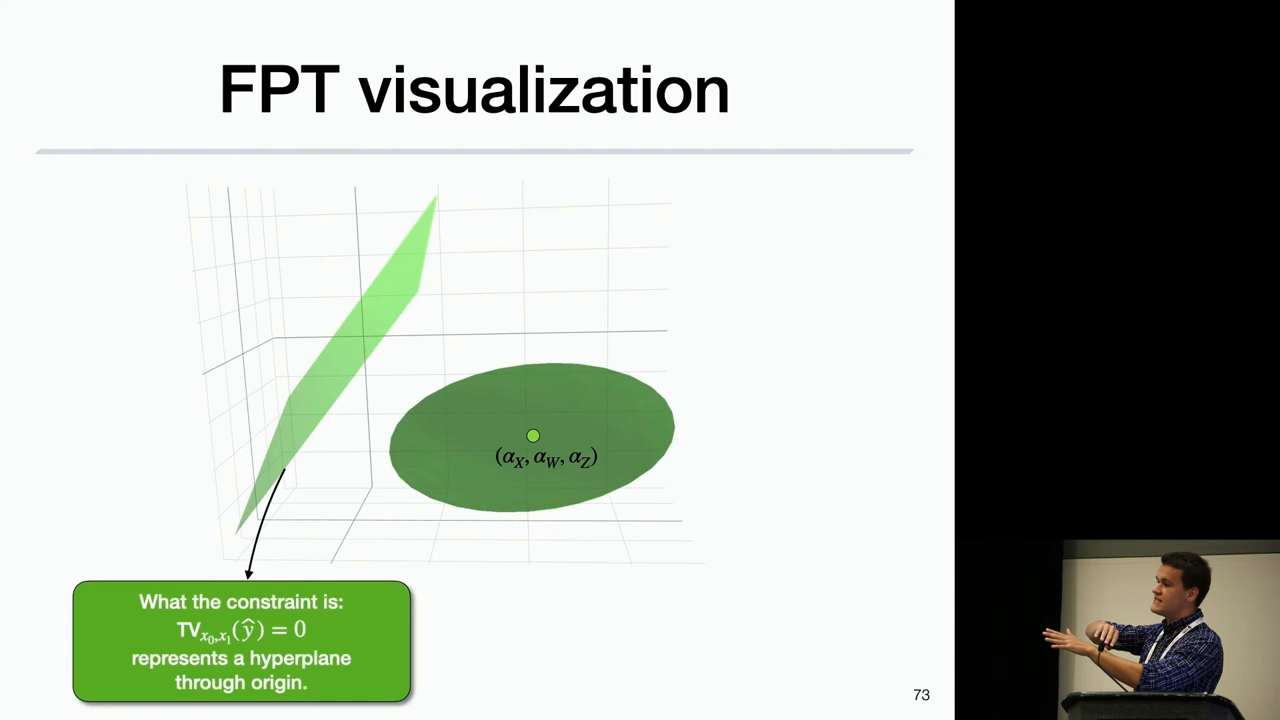 FPT visualization
(α_X, α_W, α_Z)
What the constraint is:
TV_{x_0,x_1}(ŷ) = 0
represents a hyperplane
through origin.
73